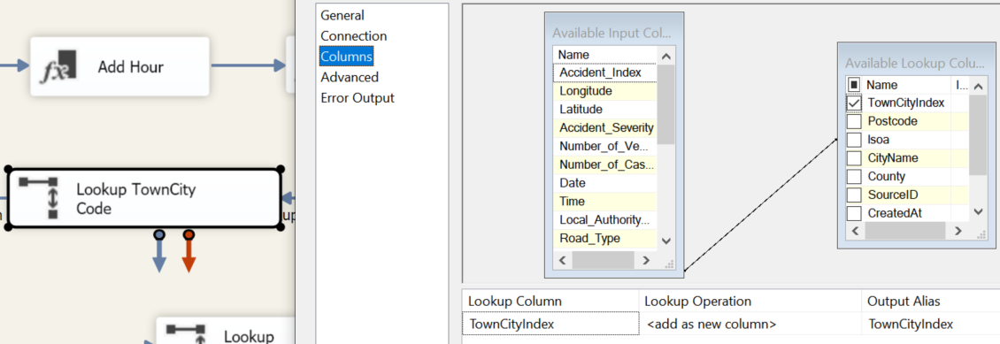 Add Hour
Lookup TownCity
Code
up
Lookup
General
Connection
Columns
Advanced
Error Output
Available Input Col...
Name
Accident_Index
Longitude
Latitude
Accident_Severity
Number_of_Ve...
Number_of_Cas...
Date
Time
Local_Authority...
Road_Type
Available Lookup Colu...
Name I...
TownCityIndex
Postcode
lsoa
CityName
County
SourceID
CreatedAt
Lookup Column Lookup Operation Output Alias
TownCityIndex <add as new column> TownCityIndex